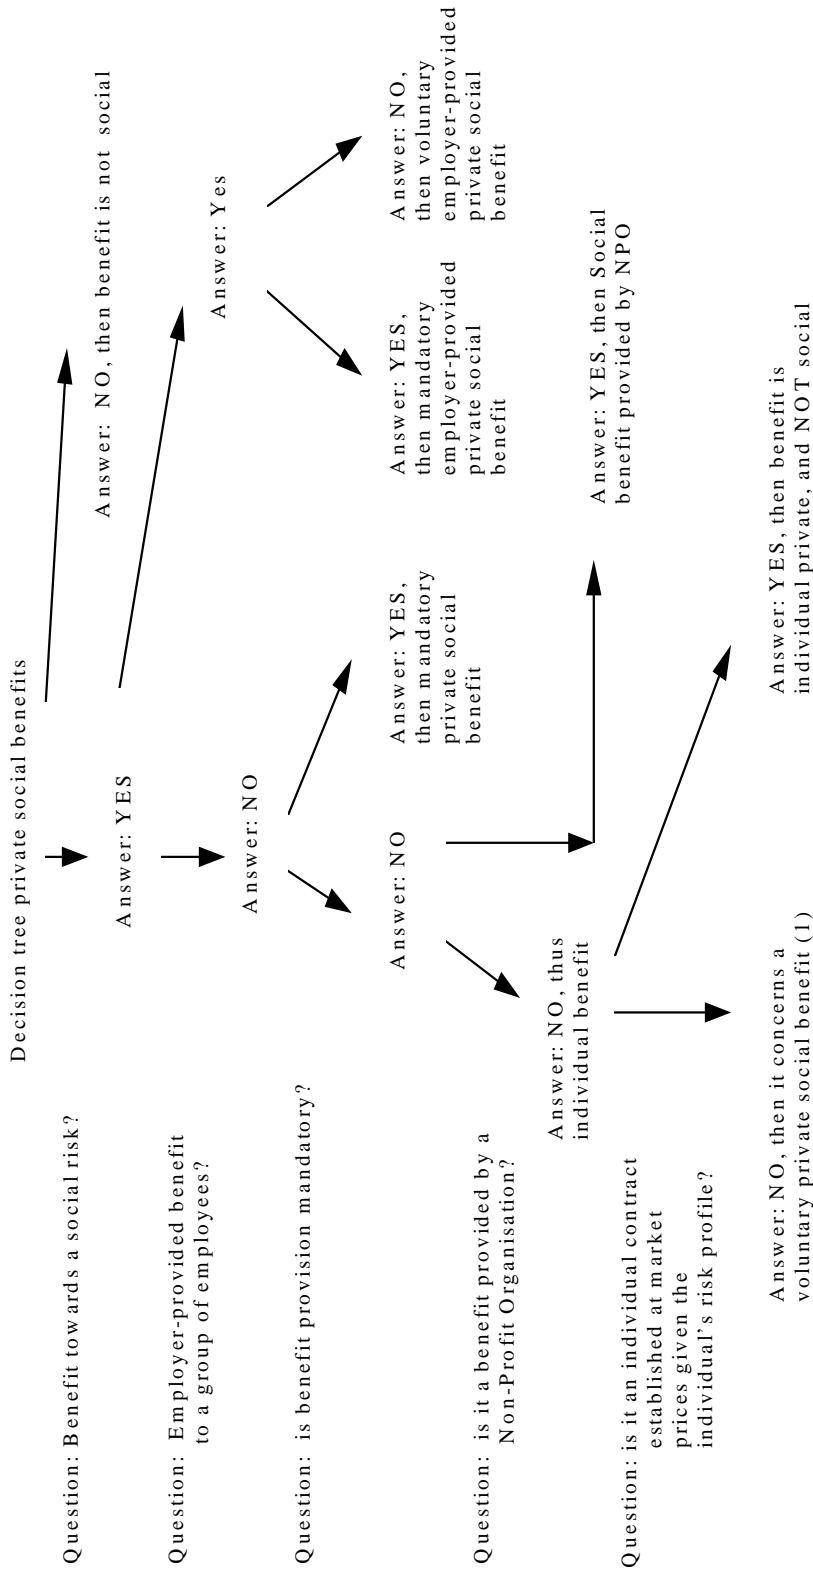 Decision tree private social benefits
Question: Benefit towards a social risk?
Answer: NO, then benefit is not social
Answer: YES
Question: Employer-provided benefit
to a group of employees?
Answer: Yes
Answer: NO
Question: is benefit provision mandatory?
Answer: NO
Answer: YES,
then mandatory
private social
benefit
Answer: YES,
then mandatory
employer-provided
private social
benefit
Answer: NO,
then voluntary
employer-provided
private social
benefit
Question: is it a benefit provided by a
Non-Profit Organisation?
Answer: NO, thus
individual benefit
Answer: YES, then Social
benefit provided by NPO
Question: is it an individual contract
established at market
prices given the
individual's risk profile?
Answer: NO, then it concerns a
voluntary private social benefit (1)
Answer: YES, then benefit is
individual private, and NOT social